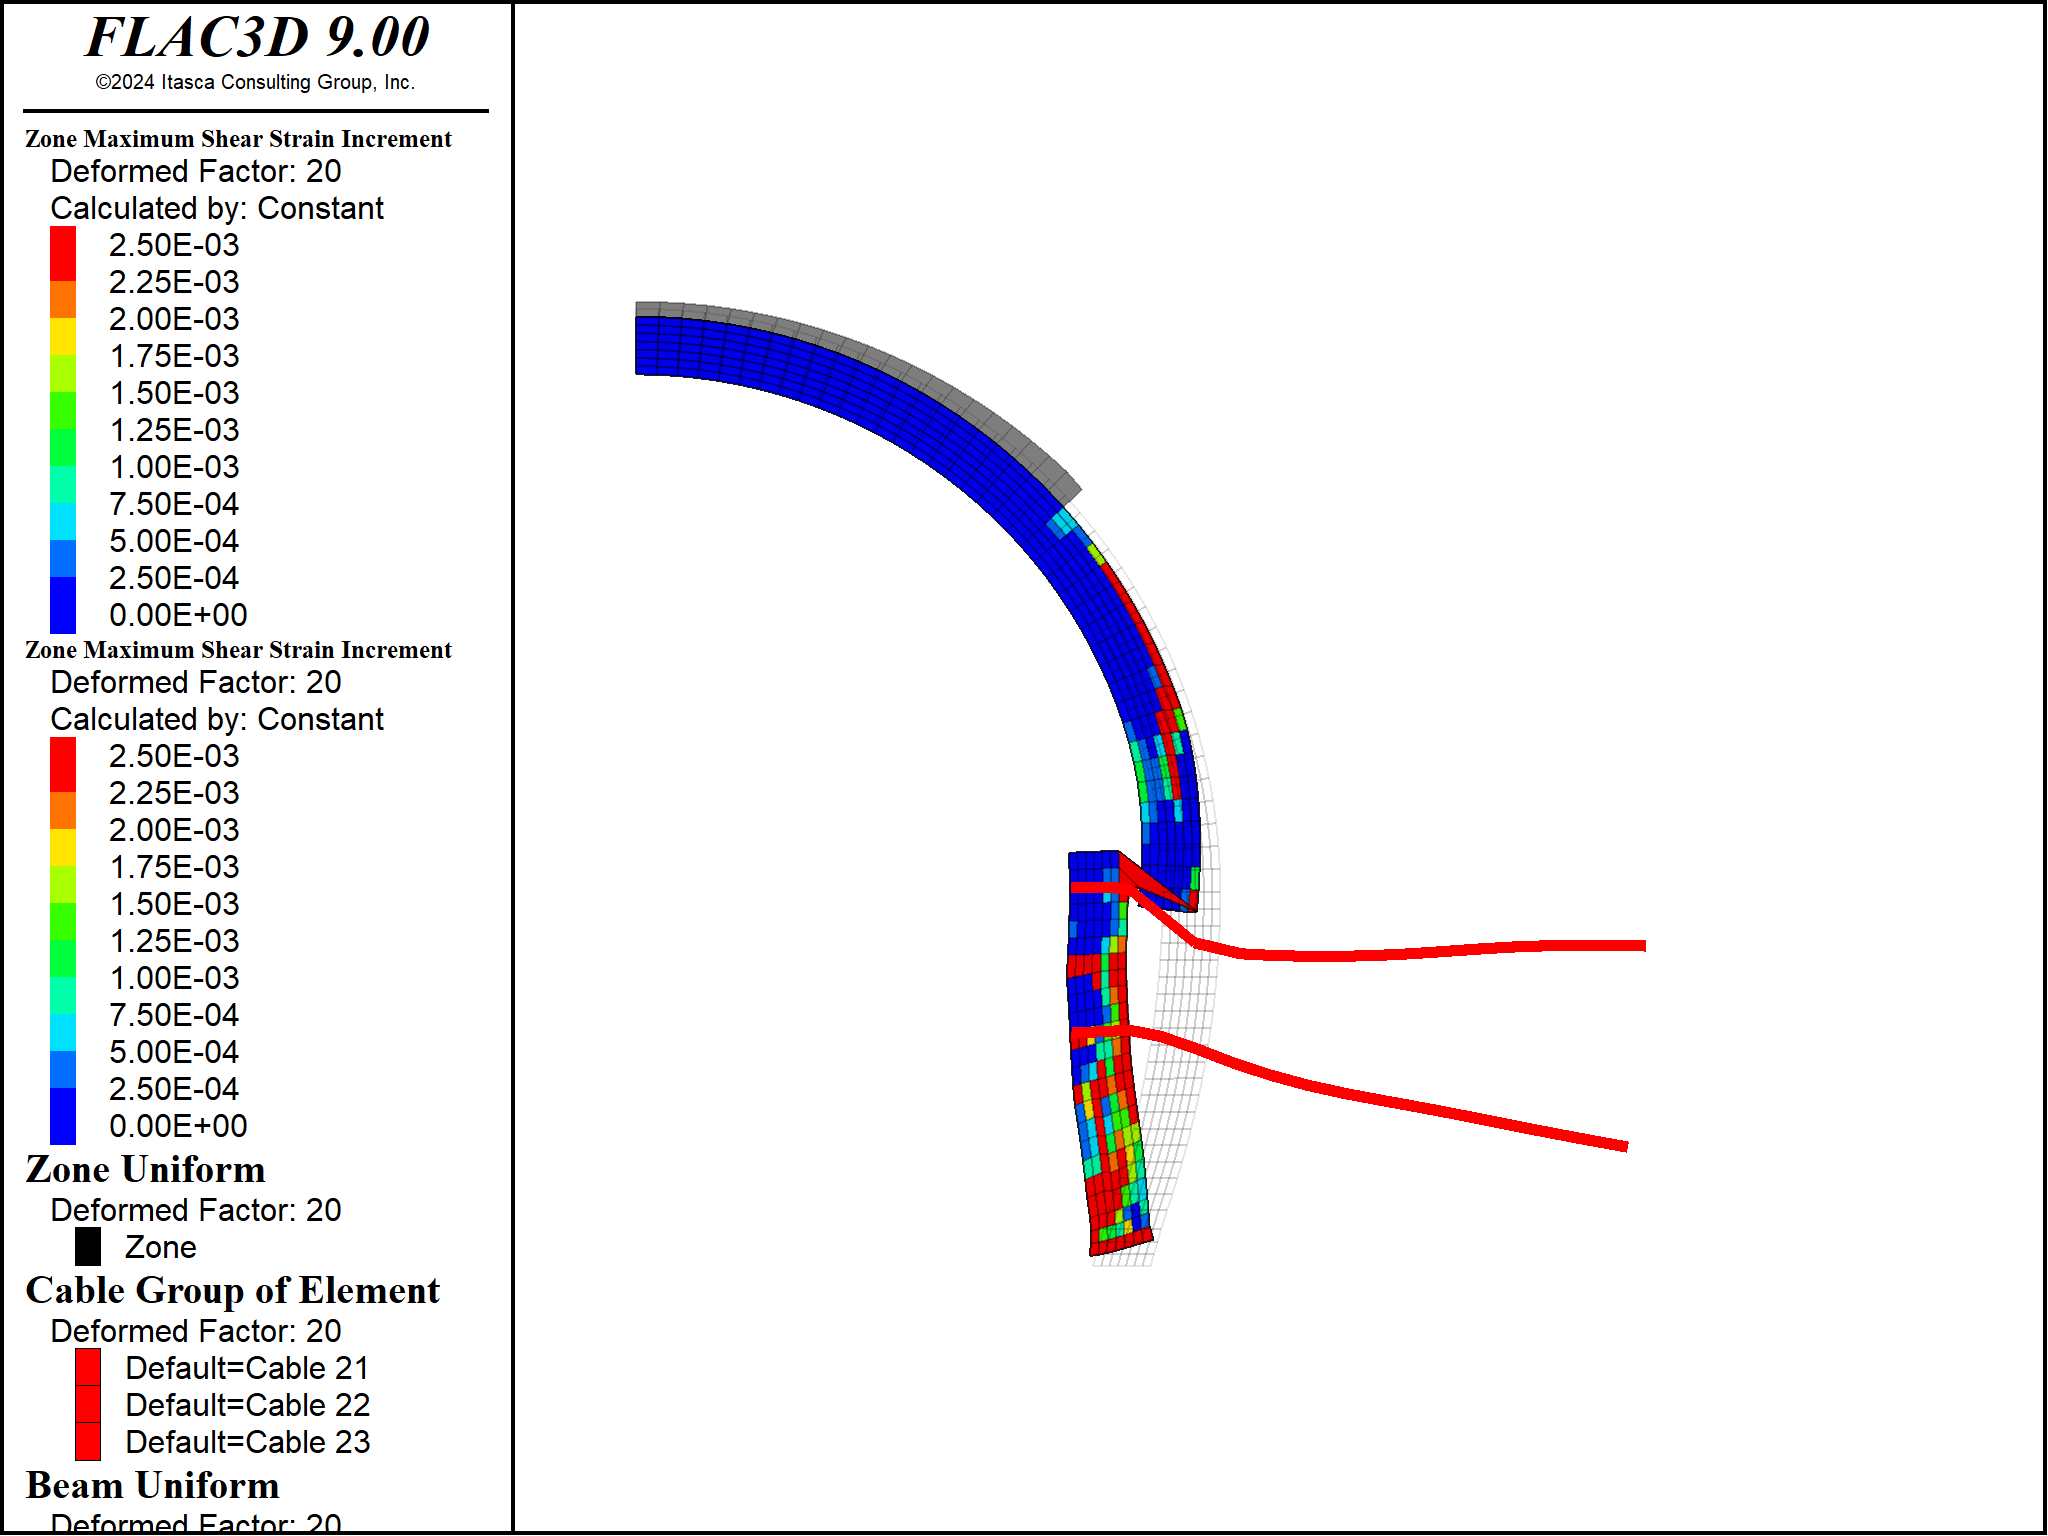 FLAC3D 9.00
©2024 Itasca Consulting Group, Inc.
Zone Maximum Shear Strain Increment
Deformed Factor: 20
Calculated by: Constant
2.50E-03
2.25E-03
2.00E-03
1.75E-03
1.50E-03
1.25E-03
1.00E-03
7.50E-04
5.00E-04
2.50E-04
0.00E+00
Zone Maximum Shear Strain Increment
Deformed Factor: 20
Calculated by: Constant
2.50E-03
2.25E-03
2.00E-03
1.75E-03
1.50E-03
1.25E-03
1.00E-03
7.50E-04
5.00E-04
2.50E-04
0.00E+00
Zone Uniform
Deformed Factor: 20
Zone
Cable Group of Element
Deformed Factor: 20
Default=Cable 21
Default=Cable 22
Default=Cable 23
Beam Uniform
Deformed Factor: 20